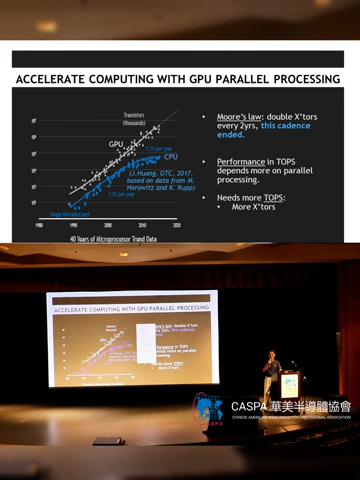 ACCELERATE COMPUTING WITH GPU PARALLEL PROCESSING
Transistors
(thousands)
GPU
1.1X per year
CPU
(J.Huang, GTC, 2017,
based on data from M.
Horowitz and K. Rupp)
1.5X per year
Single-threaded perf
1980
1990
2000
2010
2020
40 Years of Microprocessor Trend Data
• Moore's law: double X'tors
every 2yrs, this cadence
ended.
• Performance in TOPS
depends more on parallel
processing.
• Needs more TOPS:
• More X'tors
ACCELERATE COMPUTING WITH GPU PARALLEL PROCESSING
CASPA
CASPA 華美半導體協會
CHINESE AMERICAN SEMICONDUCTOR PROFESSIONAL ASSOCIATION